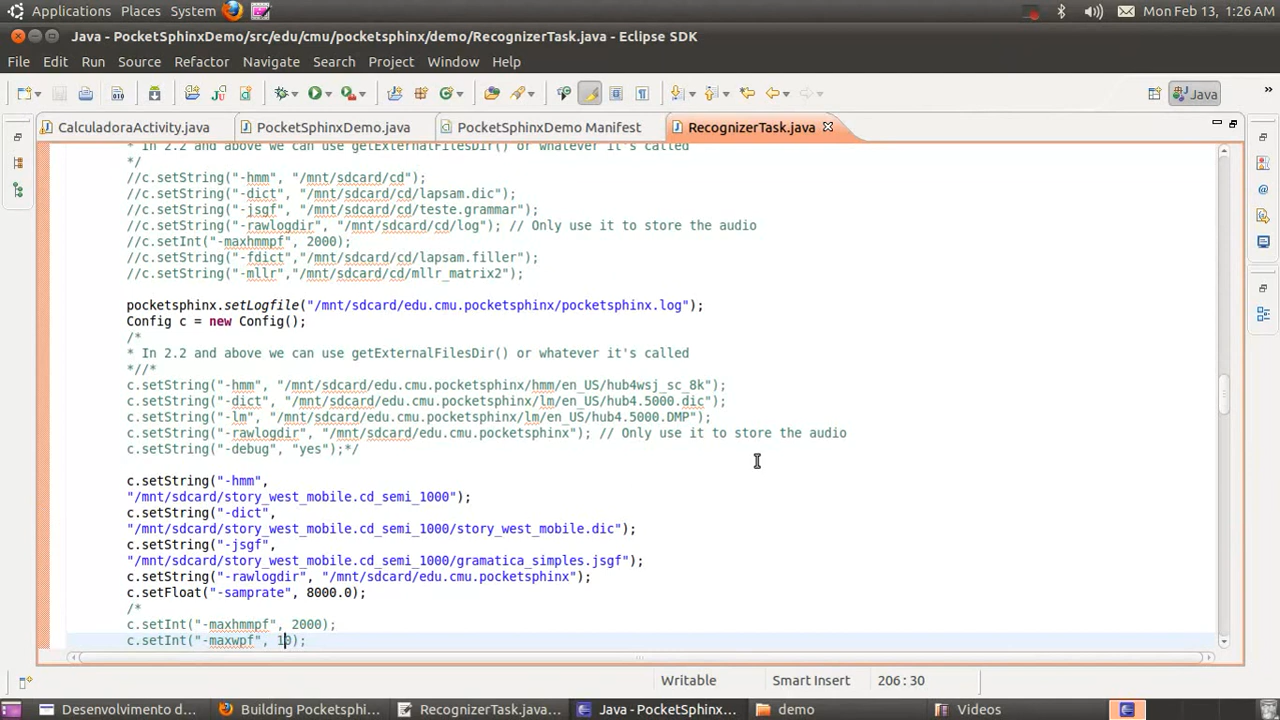 Applications Places System Mon Feb 13, 1:26 AM
Java - PocketSphinxDemo/src/edu/cmu/pocketsphinx/demo/RecognizerTask.java - Eclipse SDK
File Edit Run Source Refactor Navigate Search Project Window Help
Java »
CalculadoraActivity.java PocketSphinxDemo.java PocketSphinxDemo Manifest RecognizerTask.java
* In 2.2 and above we can use getExternalFilesDir() or whatever it's called
*/
//c.setString("-hmm", "/mnt/sdcard/cd");
//c.setString("-dict", "/mnt/sdcard/cd/lapsam.dic");
//c.setString("-jsgf", "/mnt/sdcard/cd/teste.grammar");
//c.setString("-rawlogdir", "/mnt/sdcard/cd/log"); // Only use it to store the audio
//c.setInt("-maxhmmpf", 2000);
//c.setString("-fdict","/mnt/sdcard/cd/lapsam.filler");
//c.setString("-mllr","/mnt/sdcard/cd/mllr_matrix2");
pocketsphinx.setLogfile("/mnt/sdcard/edu.cmu.pocketsphinx/pocketsphinx.log");
Config c = new Config();
/*
* In 2.2 and above we can use getExternalFilesDir() or whatever it's called
*//*
c.setString("-hmm", "/mnt/sdcard/edu.cmu.pocketsphinx/hmm/en_US/hub4wsj_sc_8k");
c.setString("-dict", "/mnt/sdcard/edu.cmu.pocketsphinx/lm/en_US/hub4.5000.dic");
c.setString("-lm", "/mnt/sdcard/edu.cmu.pocketsphinx/lm/en_US/hub4.5000.DMP");
c.setString("-rawlogdir", "/mnt/sdcard/edu.cmu.pocketsphinx"); // Only use it to store the audio
c.setString("-debug", "yes");*/
c.setString("-hmm",
"/mnt/sdcard/story_west_mobile.cd_semi_1000");
c.setString("-dict",
"/mnt/sdcard/story_west_mobile.cd_semi_1000/story_west_mobile.dic");
c.setString("-jsgf",
"/mnt/sdcard/story_west_mobile.cd_semi_1000/gramatica_simples.jsgf");
c.setString("-rawlogdir", "/mnt/sdcard/edu.cmu.pocketsphinx");
c.setFloat("-samprate", 8000.0);
/*
c.setInt("-maxhmmpf", 2000);
c.setInt("-maxwpf", 10);
Writable Smart Insert 206:30
Desenvolvimento d... Building Pocketsphi... RecognizerTask.java... Java - PocketSphinx... demo Videos